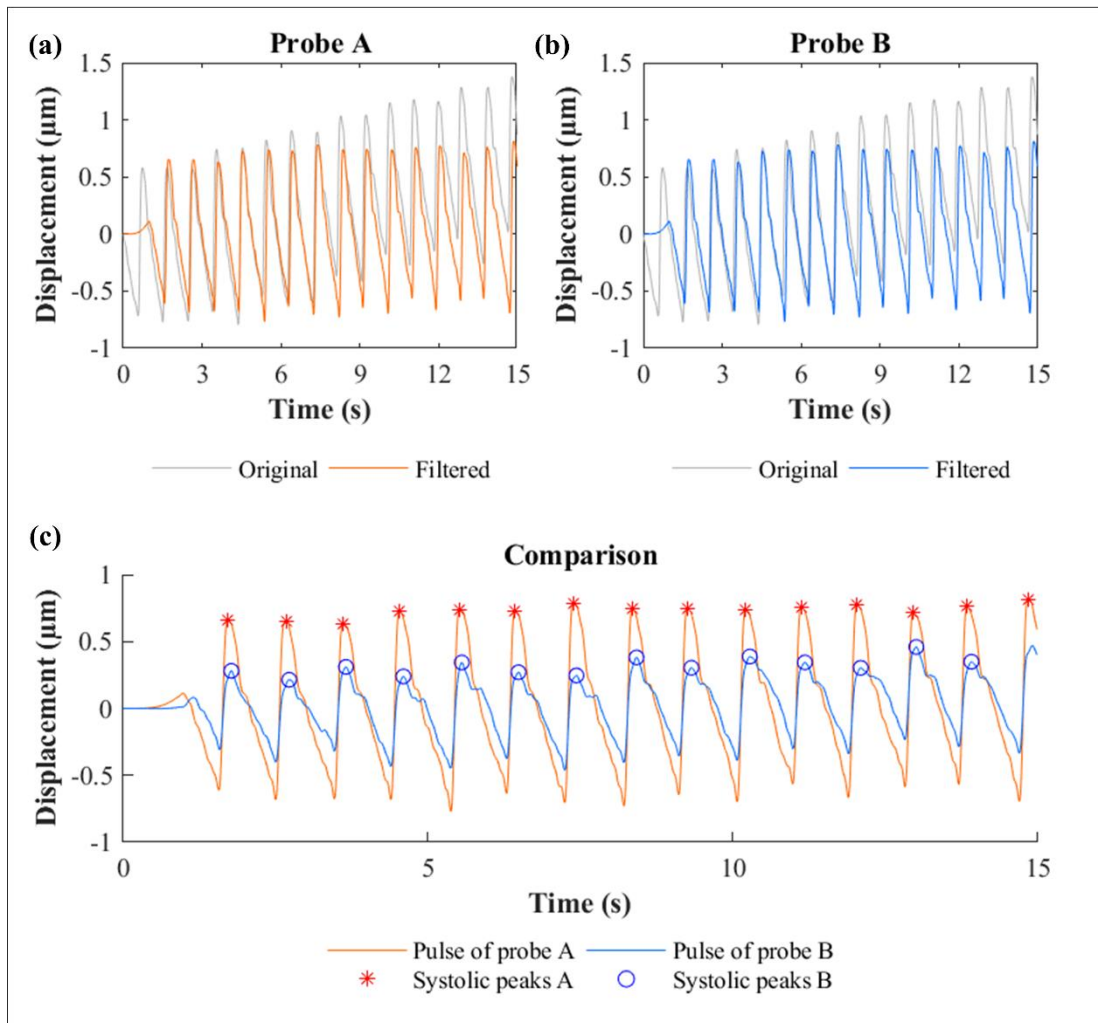 (a)
Probe A
Displacement (μm)
1.5
1
0.5
0
-0.5
-1
0 3 6 9 12 15
Time (s)
Original Filtered
(b)
Probe B
Displacement (μm)
1.5
1
0.5
0
-0.5
-1
0 3 6 9 12 15
Time (s)
Original Filtered
(c)
Comparison
Displacement (μm)
1
0.5
0
-0.5
-1
0 5 10 15
Time (s)
Pulse of probe A Pulse of probe B
Systolic peaks A Systolic peaks B